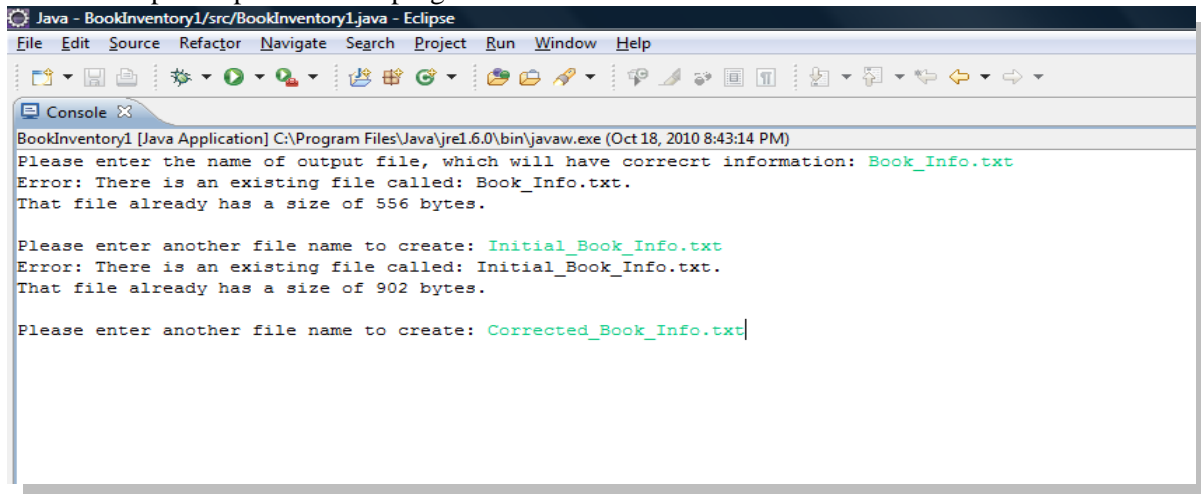 Java - BookInventory1/src/BookInventory1.java - Eclipse
File Edit Source Refactor Navigate Search Project Run Window Help
Console
BookInventory1 [Java Application] C:\Program Files\Java\jre1.6.0\bin\javaw.exe (Oct 18, 2010 8:43:14 PM)
Please enter the name of output file, which will have correcrt information: Book_Info.txt
Error: There is an existing file called: Book_Info.txt.
That file already has a size of 556 bytes.
Please enter another file name to create: Initial_Book_Info.txt
Error: There is an existing file called: Initial_Book_Info.txt.
That file already has a size of 902 bytes.
Please enter another file name to create: Corrected_Book_Info.txt